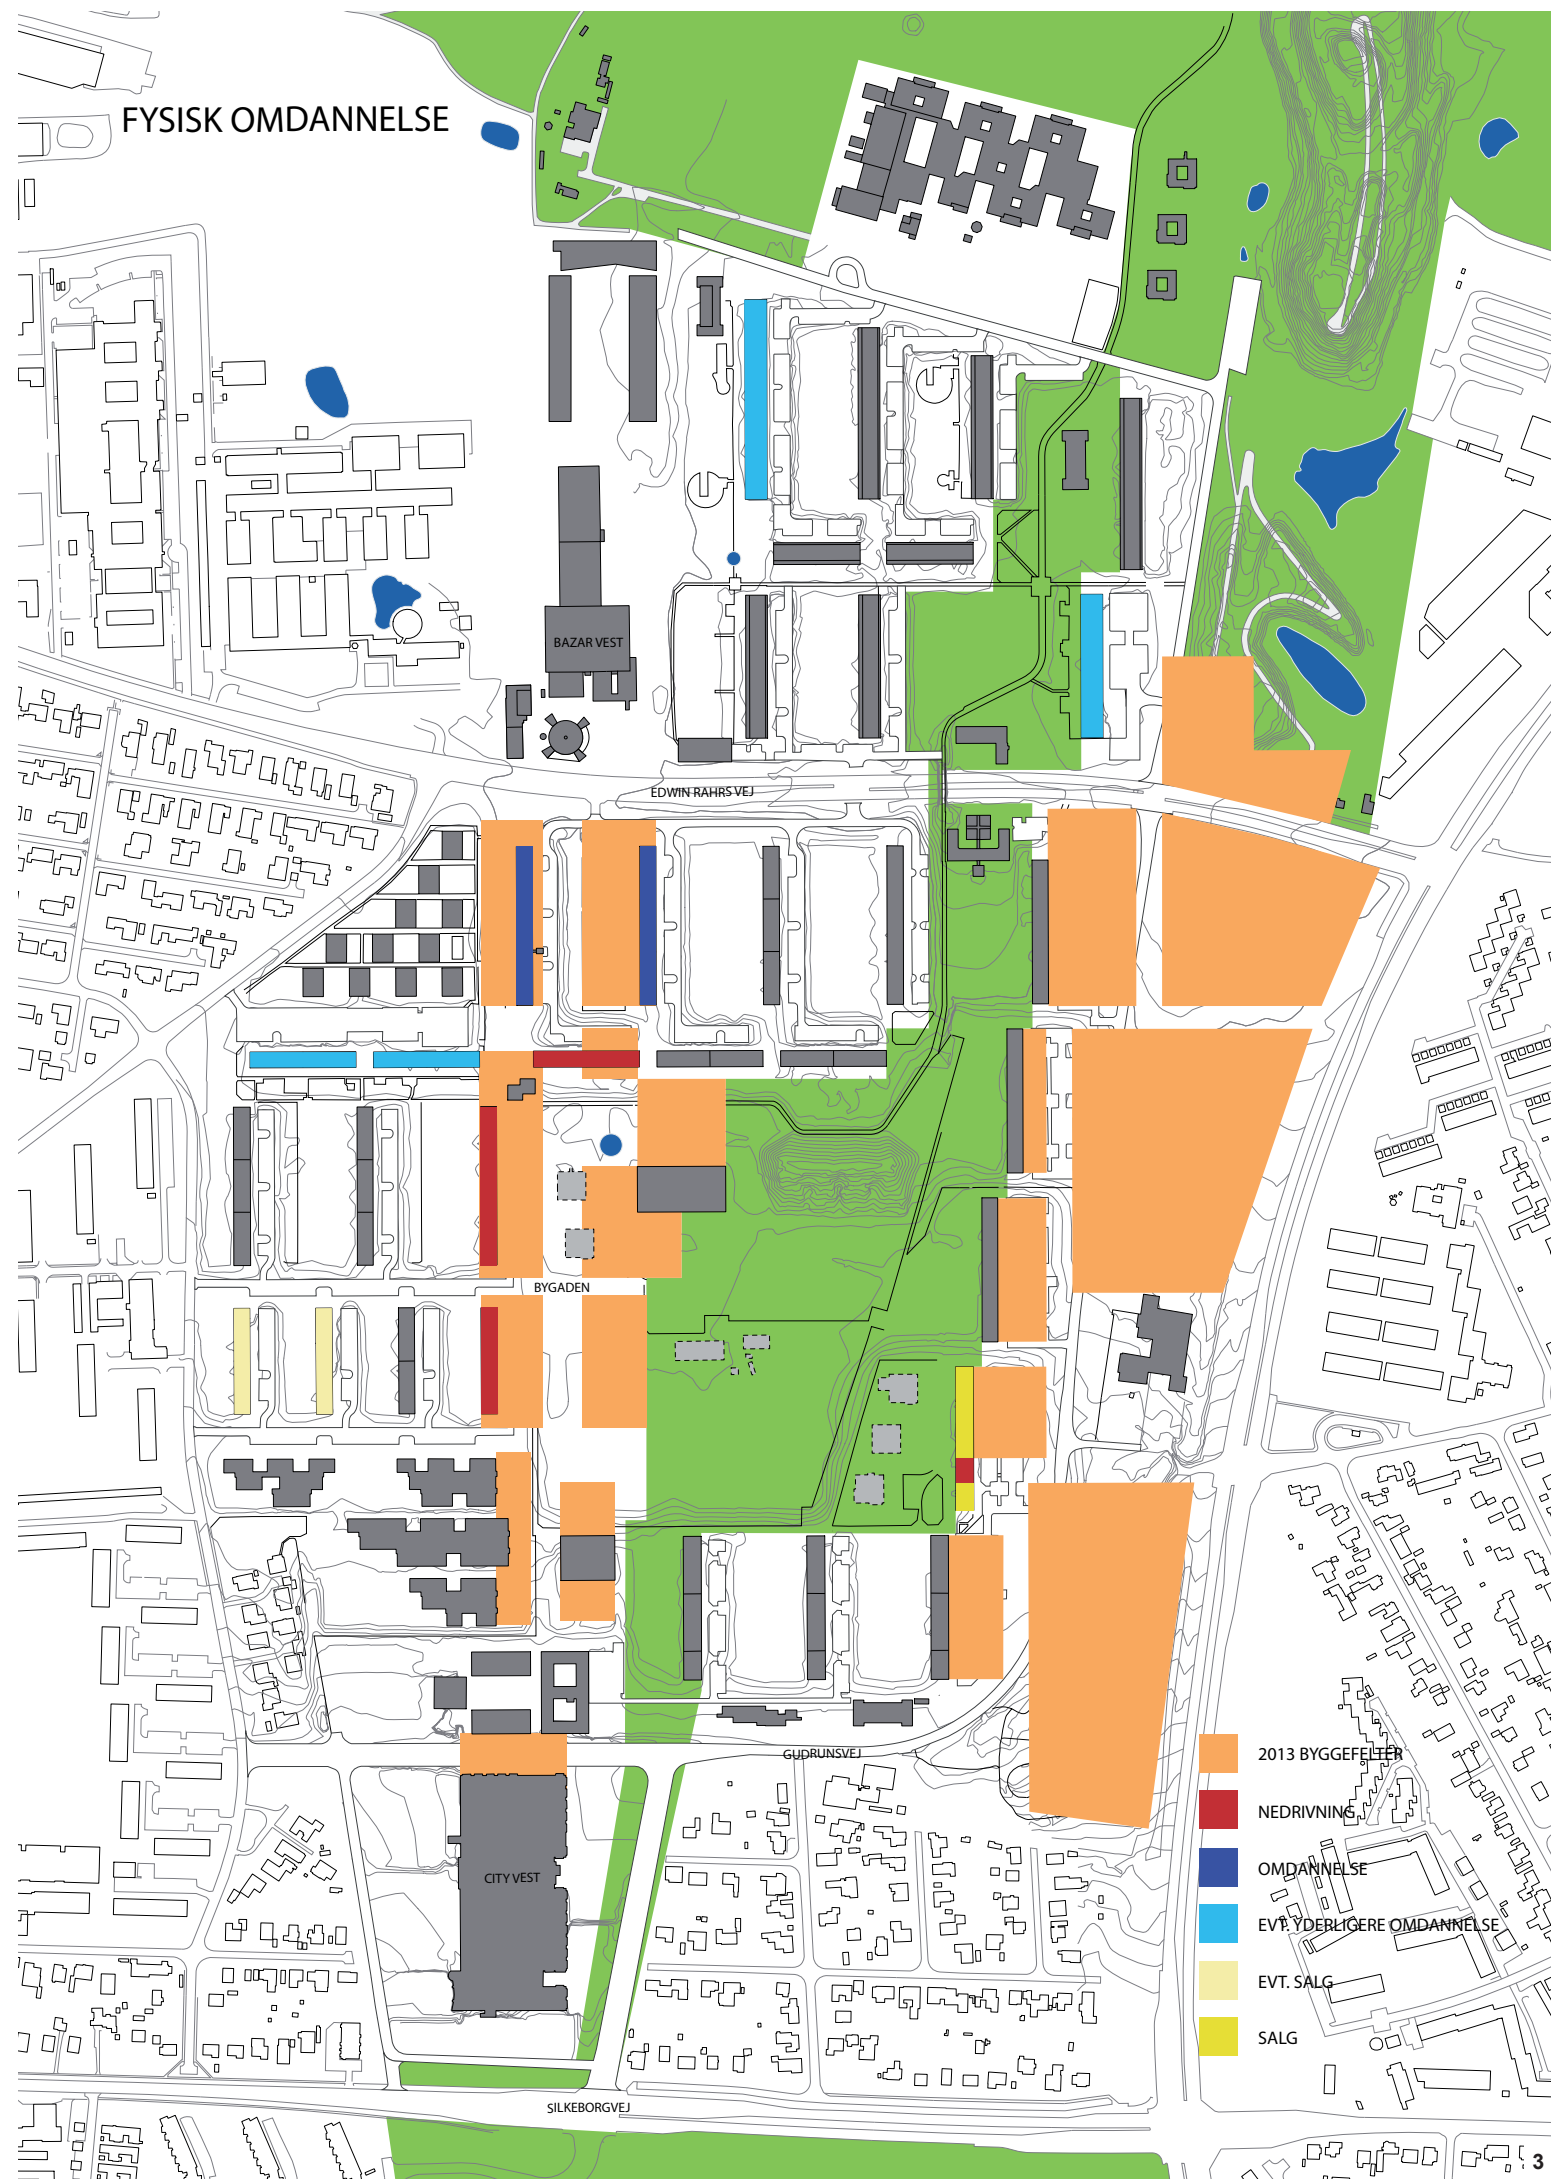 FYSISK OMDANNELSE
BAZAR VEST
EDWIN RAHRS VEJ
BYGADEN
GUDRUNSVEJ
2013 BYGGEFELTER
NEDRIVNING
OMDANNELSE
CITY VEST
EVT. YDERLIGERE OMDANNELSE
EVT. SALG
SALG
SILKEBORGVEJ
3